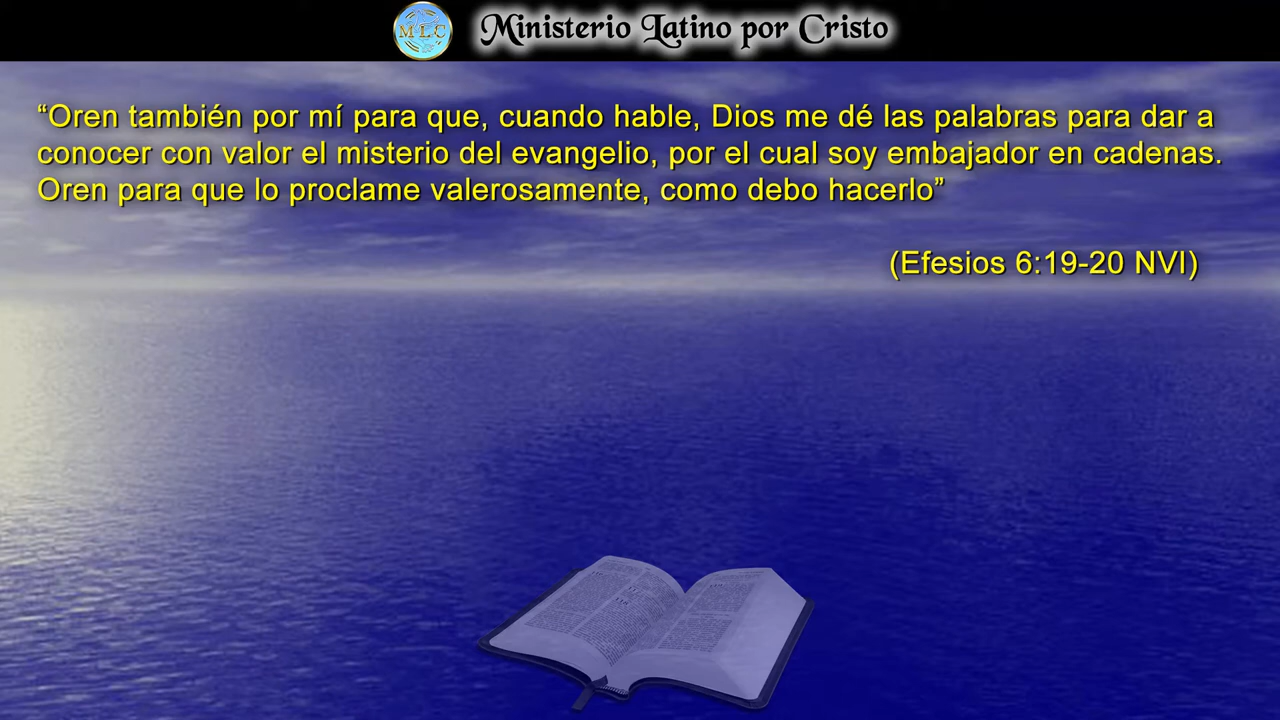 MLC Ministerio Latino por Cristo
“Oren también por mí para que, cuando hable, Dios me dé las palabras para dar a
conocer con valor el misterio del evangelio, por el cual soy embajador en cadenas.
Oren para que lo proclame valerosamente, como debo hacerlo”
(Efesios 6:19-20 NVI)